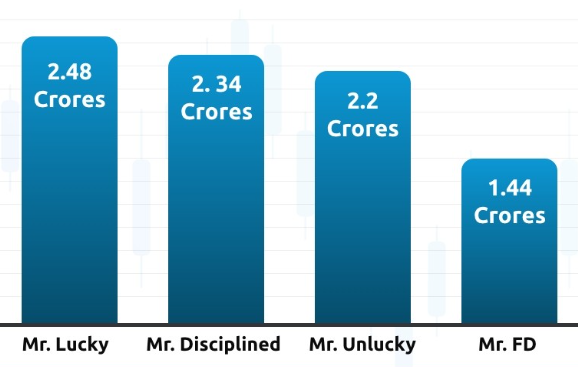 2.48
Crores
2. 34
Crores
2.2
Crores
1.44
Crores
Mr. Lucky
Mr. Disciplined
Mr. Unlucky
Mr. FD